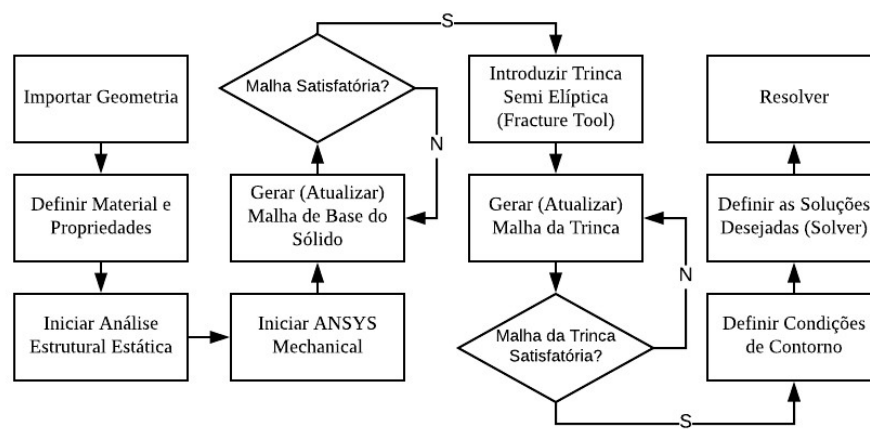 Importar Geometria
Definir Material e
Propriedades
Iniciar Análise
Estrutural Estática
Iniciar ANSYS
Mechanical
Gerar (Atualizar)
Malha de Base do
Sólido
Malha Satisfatória?
N
S
Introduzir Trinca
Semi Elíptica
(Fracture Tool)
Gerar (Atualizar)
Malha da Trinca
Malha da Trinca
Satisfatória?
N
S
Definir Condições
de Contorno
Definir as Soluções
Desejadas (Solver)
Resolver